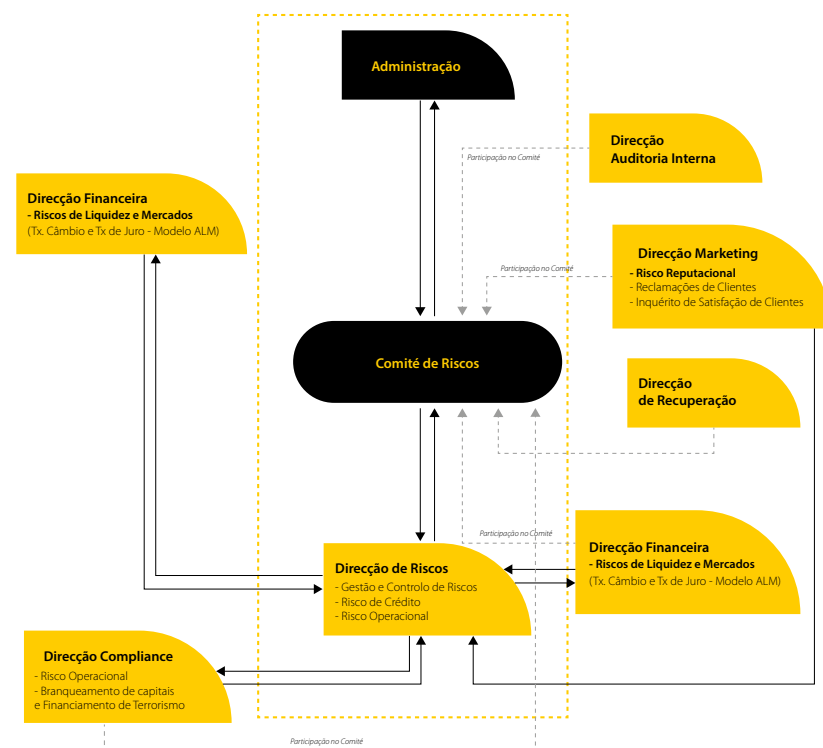 Administração
Participação no Comité
Direcção
Auditoria Interna
Direcção Financeira
- Riscos de Liquidez e Mercados
(Tx. Câmbio e Tx de Juro - Modelo ALM)
Participação no Comité
Direcção Marketing
- Risco Reputacional
- Reclamações de Clientes
- Inquérito de Satisfação de Clientes
Comité de Riscos
Direcção
de Recuperação
Participação no Comité
Direcção Financeira
- Riscos de Liquidez e Mercados
(Tx. Câmbio e Tx de Juro - Modelo ALM)
Direcção de Riscos
- Gestão e Controlo de Riscos
- Risco de Crédito
- Risco Operacional
Direcção Compliance
- Risco Operacional
- Branqueamento de capitais
e Financiamento de Terrorismo
Participação no Comité